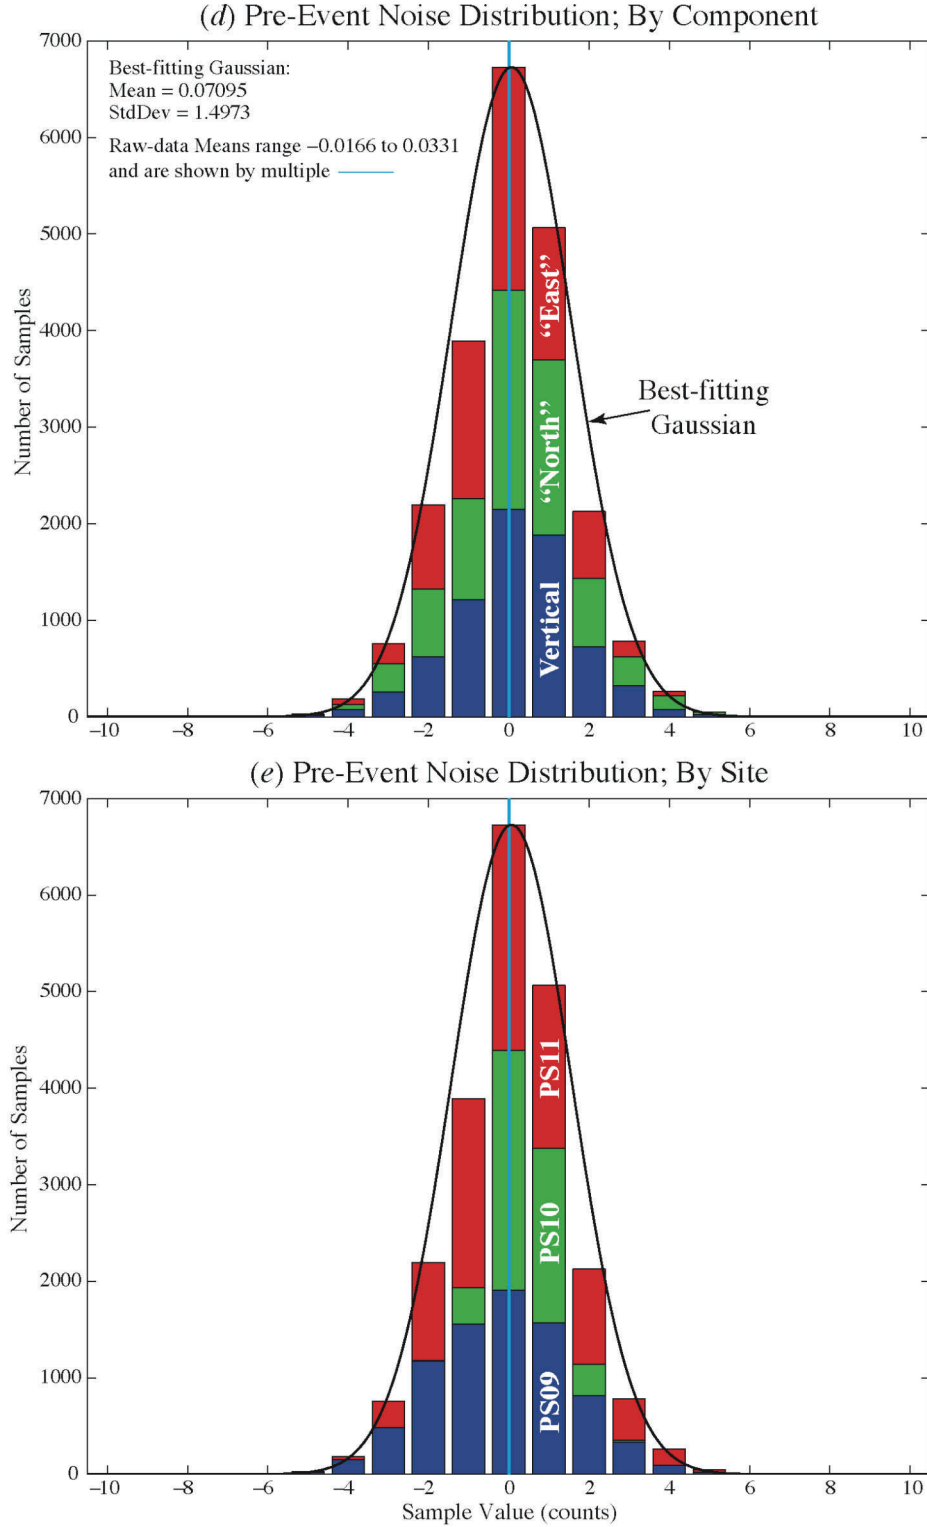 (d) Pre-Event Noise Distribution; By Component
7000
6000
5000
4000
3000
2000
1000
0
Number of Samples
Best-fitting Gaussian:
Mean = 0.07095
StdDev = 1.4973
Raw-data Means range −0.0166 to 0.0331
and are shown by multiple
"East"
"North"
Vertical
Best-fitting
Gaussian
−10 −8 −6 −4 −2 0 2 4 6 8 10
(e) Pre-Event Noise Distribution; By Site
7000
6000
5000
4000
3000
2000
1000
0
Number of Samples
PS11
PS10
PS09
−10 −8 −6 −4 −2 0 2 4 6 8 10
Sample Value (counts)